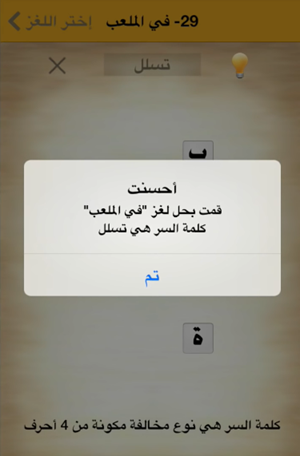 29- في الملعب
إختر اللغز
تسلل
ب
أحسنت
قمت بحل لغز "في الملعب"
كلمة السر هي تسلل
تم
ة
كلمة السر هي نوع مخالفة مكونة من 4 أحرف